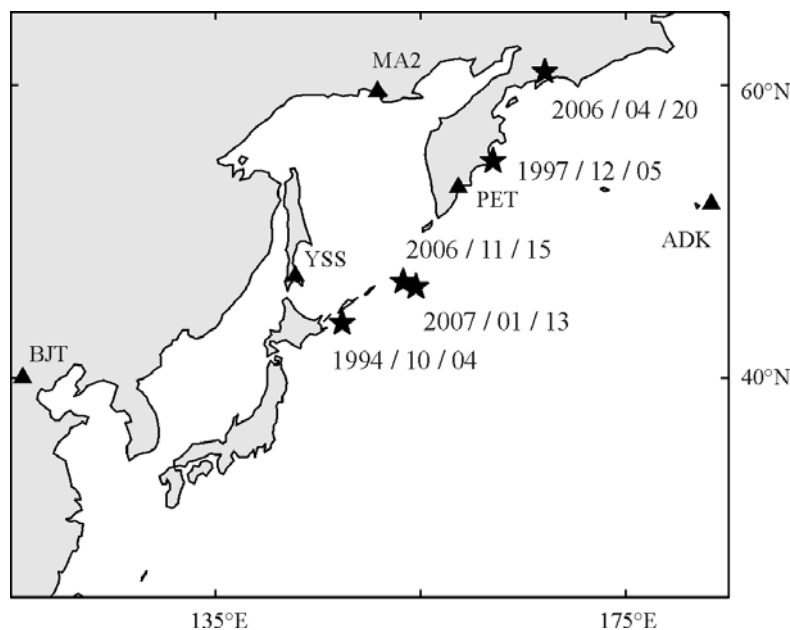 MA2
60°N
2006 / 04 / 20
1997 / 12 / 05
PET
ADK
2006 / 11 / 15
YSS
2007 / 01 / 13
BJT
1994 / 10 / 04
40°N
135°E
175°E